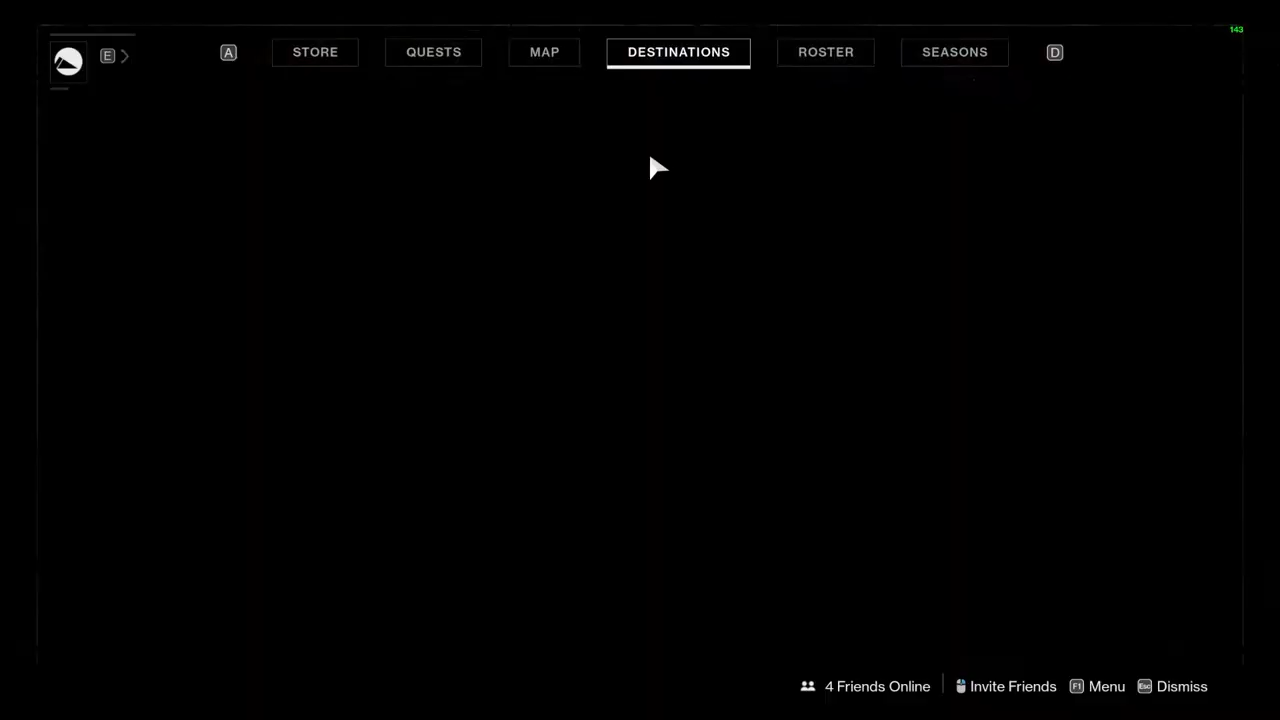 143
E
A
STORE
QUESTS
MAP
DESTINATIONS
ROSTER
SEASONS
D
4 Friends Online
Invite Friends
F1 Menu
Esc Dismiss